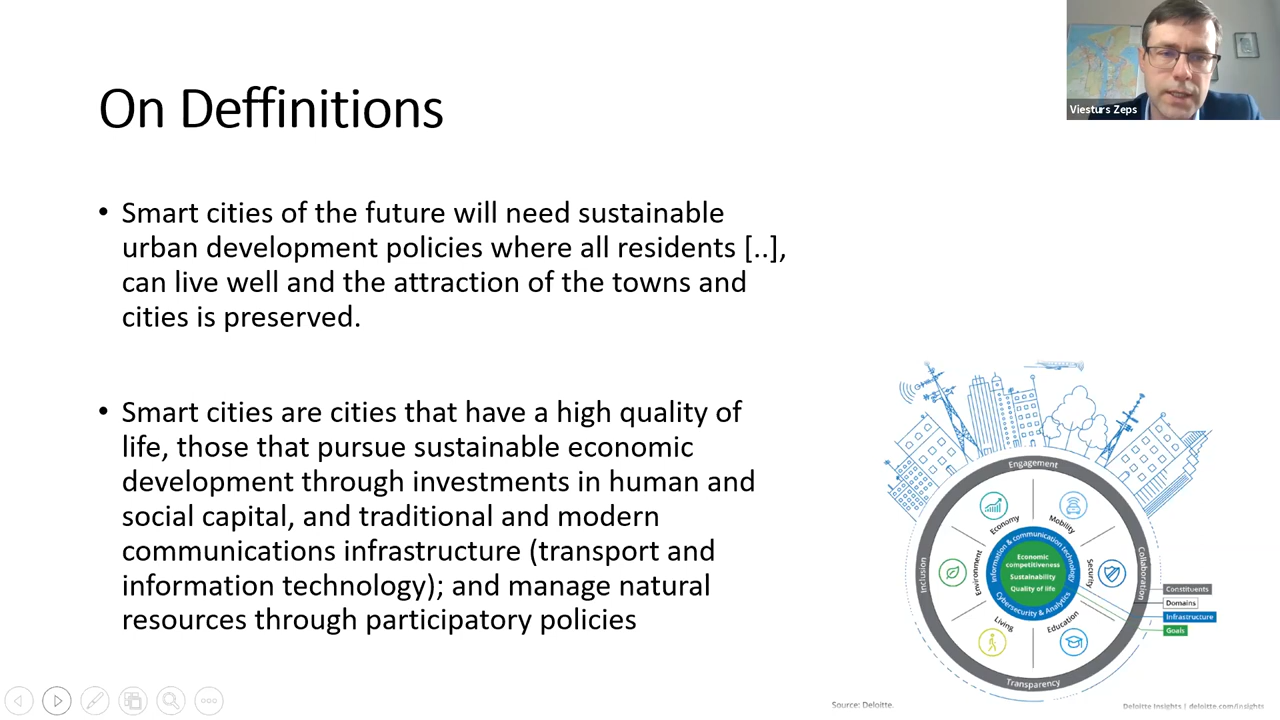 On Deffinitions
Viesturs Zeps
• Smart cities of the future will need sustainable
urban development policies where all residents [..],
can live well and the attraction of the towns and
cities is preserved.
• Smart cities are cities that have a high quality of
life, those that pursue sustainable economic
development through investments in human and
social capital, and traditional and modern
communications infrastructure (transport and
information technology); and manage natural
resources through participatory policies
Engagement
Economy
Mobility
Inclusion
Environment
Information & communication technology
Economic
competitiveness
Sustainability
Quality of life
Cybersecurity & Analytics
Security
Collaboration
Living
Education
Transparency
Constituents
Domains
Infrastructure
Goals
Source: Deloitte.
Deloitte Insights | deloitte.com/insights